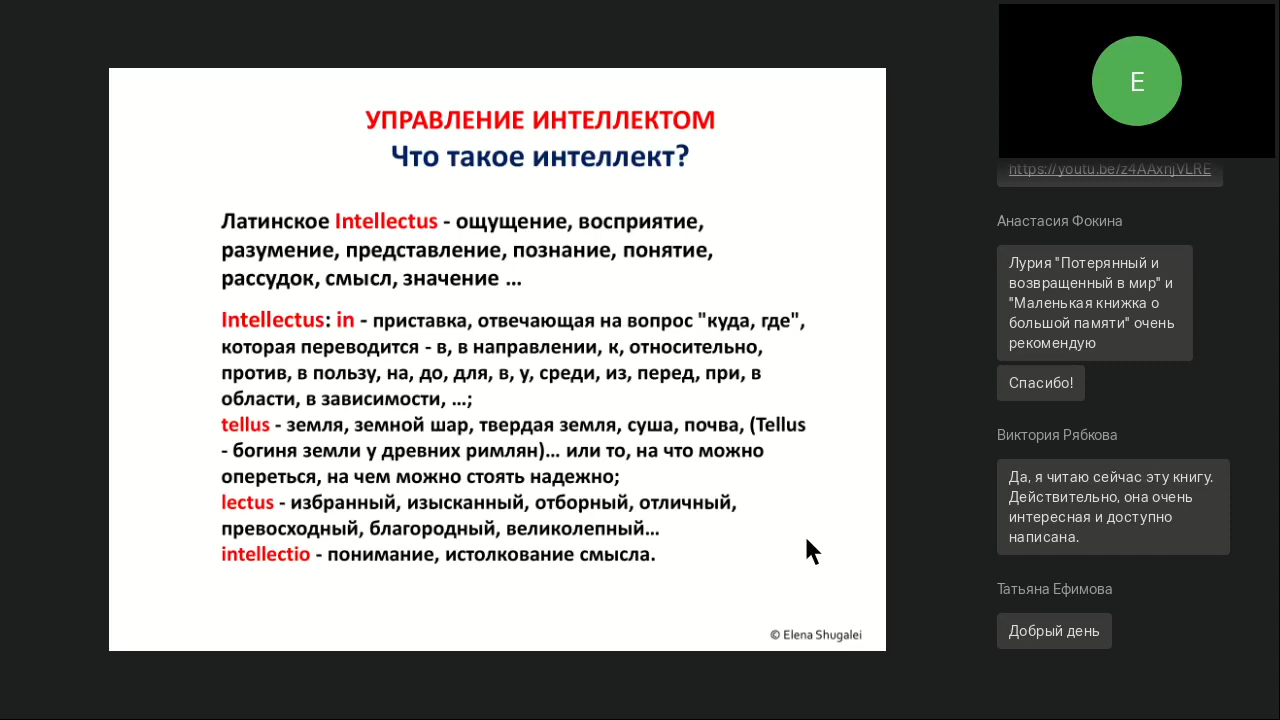 УПРАВЛЕНИЕ ИНТЕЛЛЕКТОМ
Что такое интеллект?
Латинское Intellectus - ощущение, восприятие,
разумение, представление, познание, понятие,
рассудок, смысл, значение ...
Intellectus: in - приставка, отвечающая на вопрос "куда, где",
которая переводится - в, в направлении, к, относительно,
против, в пользу, на, до, для, в, у, среди, из, перед, при, в
области, в зависимости, ...;
tellus - земля, земной шар, твердая земля, суша, почва, (Tellus
- богиня земли у древних римлян)... или то, на что можно
опереться, на чем можно стоять надежно;
lectus - избранный, изысканный, отборный, отличный,
превосходный, благородный, великолепный...
intellectio - понимание, истолкование смысла.
© Elena Shugalei
E
https://youtu.be/z4AAxnjVLRE
Анастасия Фокина
Лурия "Потерянный и
возвращенный в мир" и
"Маленькая книжка о
большой памяти" очень
рекомендую
Спасибо!
Виктория Рябкова
Да, я читаю сейчас эту книгу.
Действительно, она очень
интересная и доступно
написана.
Татьяна Ефимова
Добрый день